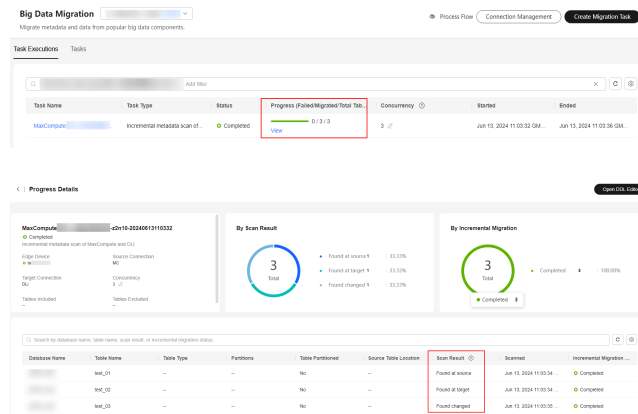 Big Data Migration
Process Flow
Connection Management
Create Migration Task
Migrate metadata and data from popular big data components.
Task Executions Tasks
Add filter
Task Name Task Type Status Progress (Failed/Migrated/Total Tab... Concurrency Started Ended
MaxCompute Incremental metadata scan of... Completed 0 / 3 / 3 3 Jun 13, 2024 11:03:32 GM... Jun 13, 2024 11:03:36 GM...
View
Progress Details
Open DDL Editor
MaxCompute -z2n10-20240613110332
Completed
Incremental metadata scan of MaxCompute and DLI
Edge Device Source Connection
MC
Target Connection Concurrency
DLI 3
Tables Included Tables Excluded
-- --
By Scan Result
3
Total
Found at source 1 33.33%
Found at target 1 33.33%
Found changed 1 33.33%
By Incremental Migration
3
Total
Completed 3 100.00%
Completed 3
Search by database name, table name, scan result, or incremental migration status.
Database Name Table Name Table Type Partitions Table Partitioned Source Table Location Scan Result Scanned Incremental Migration ...
test_01 -- -- No -- Found at source Jun 13, 2024 11:03:34 ... Completed
test_02 -- -- No -- Found at target Jun 13, 2024 11:03:34 ... Completed
test_03 -- -- No -- Found changed Jun 13, 2024 11:03:35 ... Completed